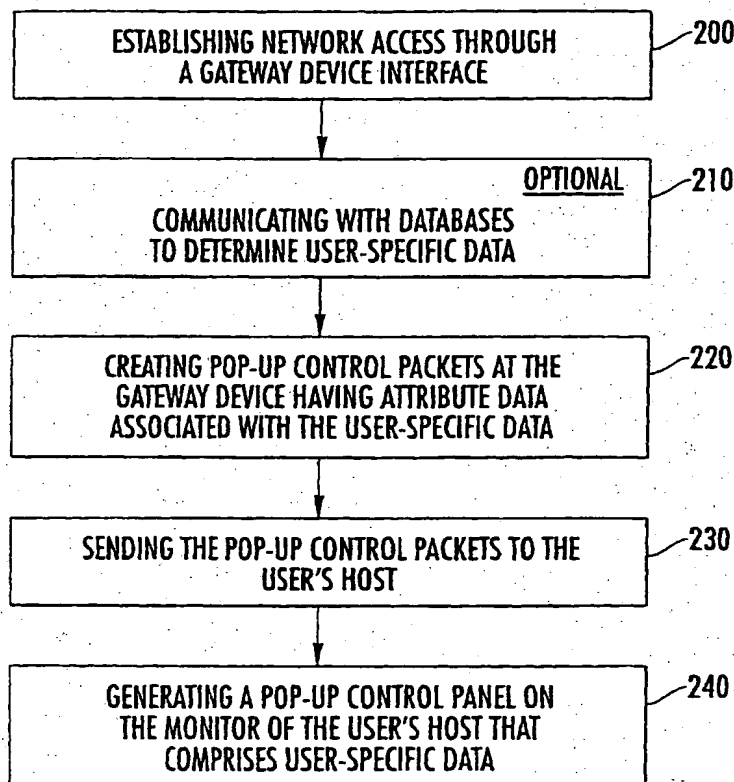 ESTABLISHING NETWORK ACCESS THROUGH
A GATEWAY DEVICE INTERFACE
200
OPTIONAL
210
COMMUNICATING WITH DATABASES
TO DETERMINE USER-SPECIFIC DATA
CREATING POP-UP CONTROL PACKETS AT THE
GATEWAY DEVICE HAVING ATTRIBUTE DATA
ASSOCIATED WITH THE USER-SPECIFIC DATA
220
SENDING THE POP-UP CONTROL PACKETS TO THE
USER'S HOST
230
GENERATING A POP-UP CONTROL PANEL ON
THE MONITOR OF THE USER'S HOST THAT
COMPRISES USER-SPECIFIC DATA
240